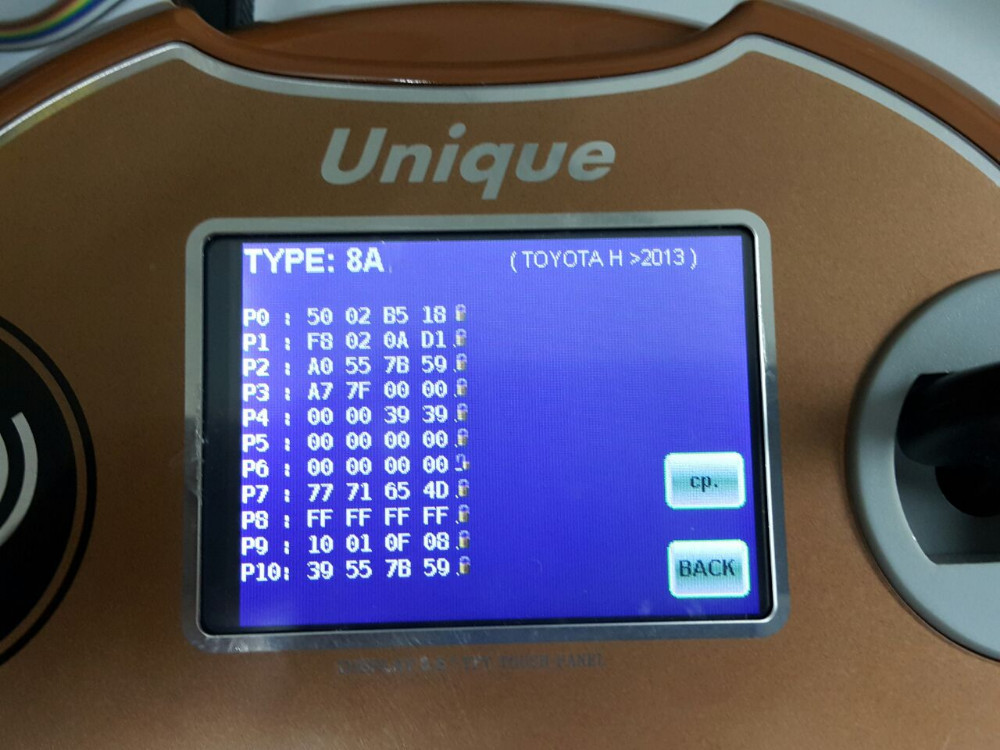 Unique
TYPE: 8A (TOYOTA H >2013)
P0 : 50 02 B5 18
P1 : F8 02 0A D1
P2 : A0 55 7B 59
P3 : A7 7F 00 00
P4 : 00 00 39 39
P5 : 00 00 00 00
P6 : 00 00 00 00
P7 : 77 71 65 4D
P8 : FF FF FF FF
P9 : 10 01 0F 08
P10: 39 55 7B 59
cp.
BACK
TFT TOUCH PANEL